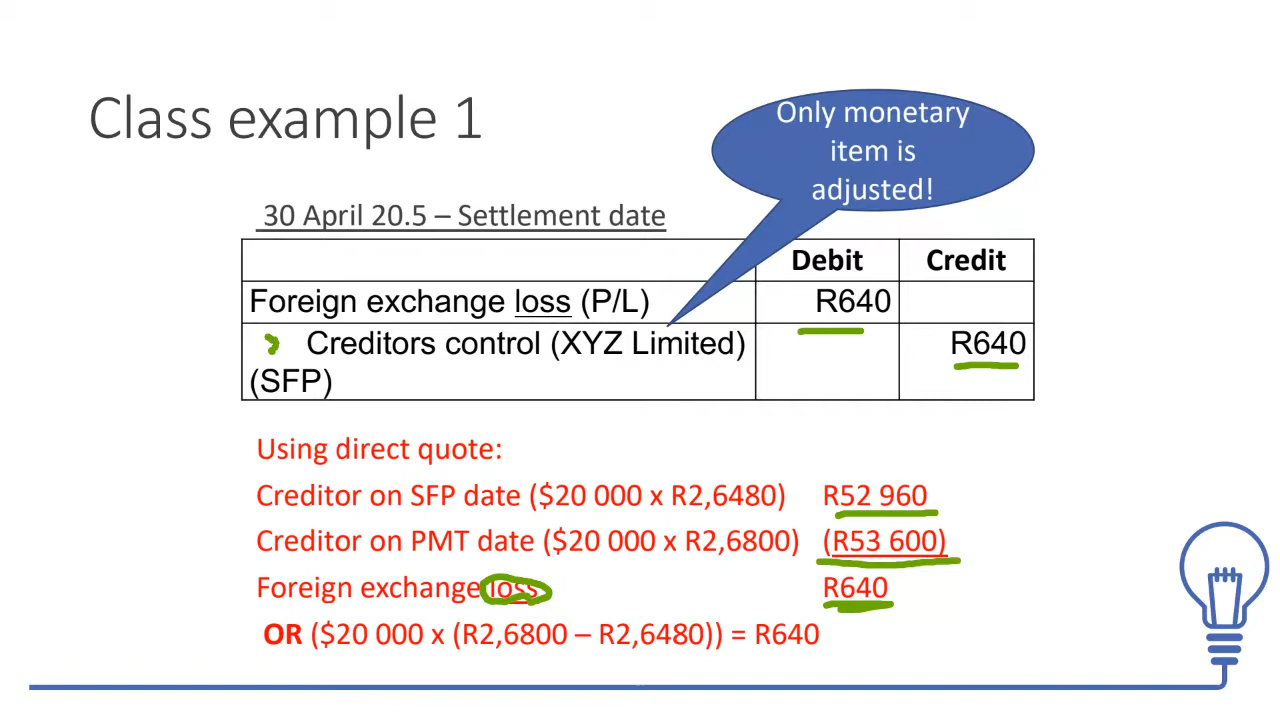 Class example 1
Only monetary
item is
adjusted!
30 April 20.5 – Settlement date
Debit Credit
Foreign exchange loss (P/L) R640
Creditors control (XYZ Limited) R640
(SFP)
Using direct quote:
Creditor on SFP date ($20 000 x R2,6480) R52 960
Creditor on PMT date ($20 000 x R2,6800) (R53 600)
Foreign exchange loss R640
OR ($20 000 x (R2,6800 – R2,6480)) = R640